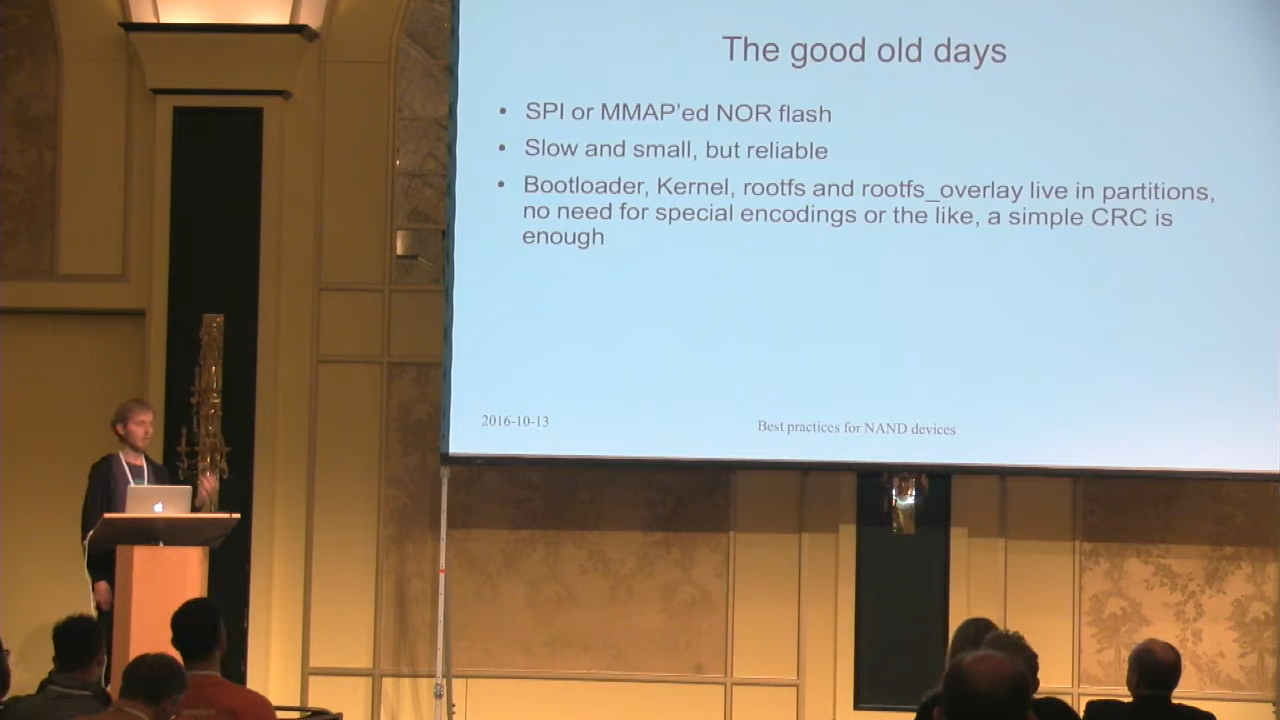 The good old days
• SPI or MMAP’ed NOR flash
• Slow and small, but reliable
• Bootloader, Kernel, rootfs and rootfs_overlay live in partitions,
no need for special encodings or the like, a simple CRC is
enough
2016-10-13
Best practices for NAND devices